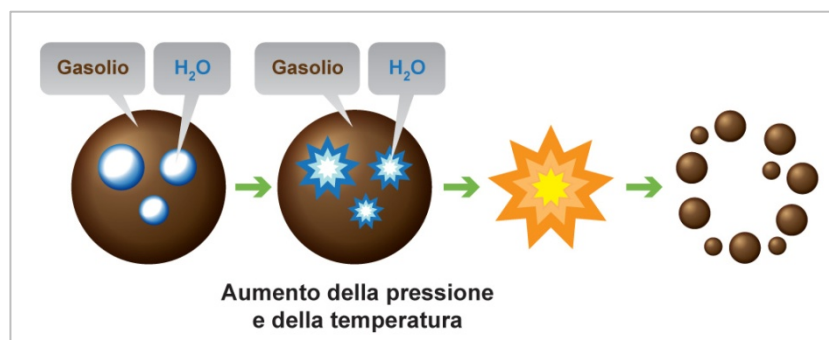 Gasolio
H₂O
Gasolio
H₂O
Aumento della pressione
e della temperatura